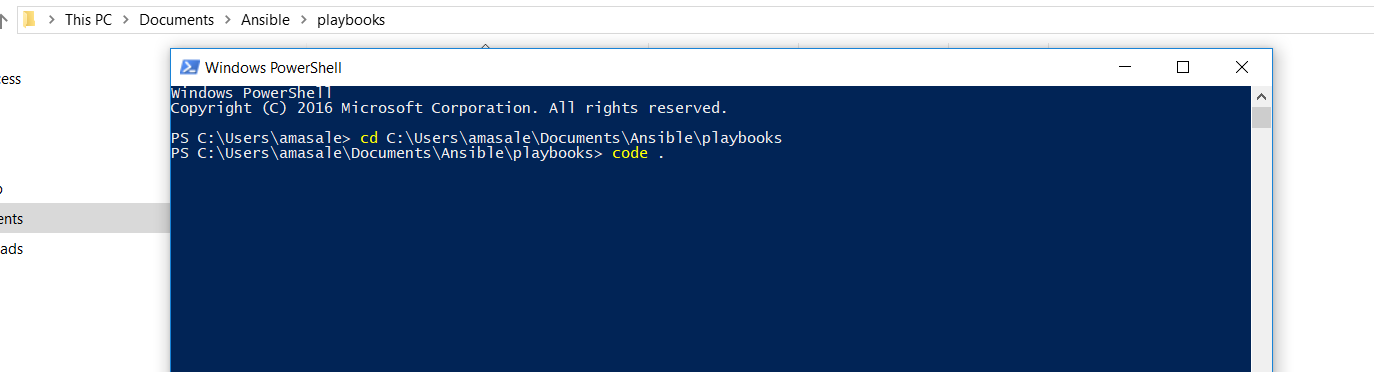 This PC > Documents > Ansible > playbooks
Windows PowerShell
Windows PowerShell
Copyright (C) 2016 Microsoft Corporation. All rights reserved.
PS C:\Users\amasale> cd C:\Users\amasale\Documents\Ansible\playbooks
PS C:\Users\amasale\Documents\Ansible\playbooks> code .
cess
ents
ads